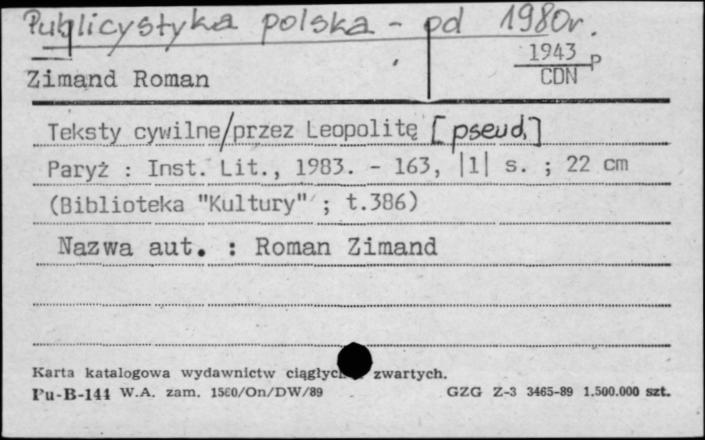 Publicystyka polska - pd 1980r.
1943 p
CDN
Zimand Roman
Teksty cywilne/przez Leopolitę [pseud.]
Paryż : Inst. Lit., 1983. - 163, |1| s. ; 22 cm
(Biblioteka "Kultury" ; t.386)
Nazwa aut. : Roman Zimand
Karta katalogowa wydawnictw ciągłych zwartych.
Pu-B-144 W.A. zam. 1560/On/DW/89 GZG Z-3 3465-89 1.500.000 szt.